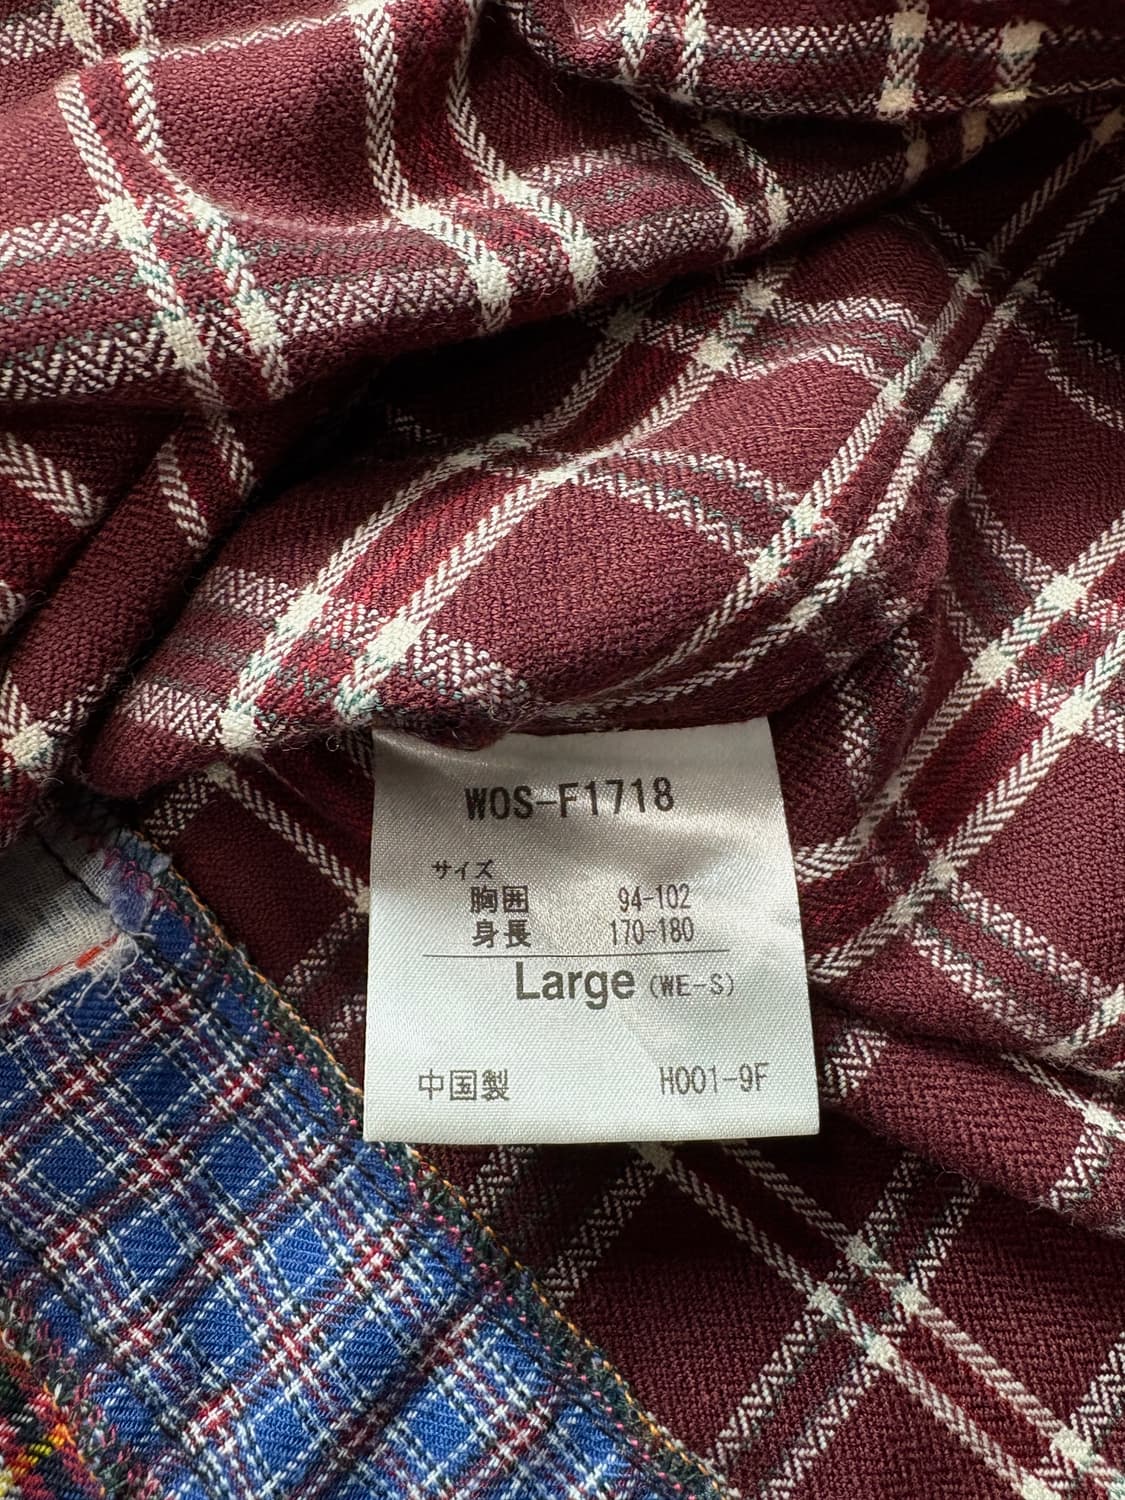 WOS-F1718
サイズ
胸囲 94-102
身長 170-180
Large (WE-S)
中国製 H001-9F